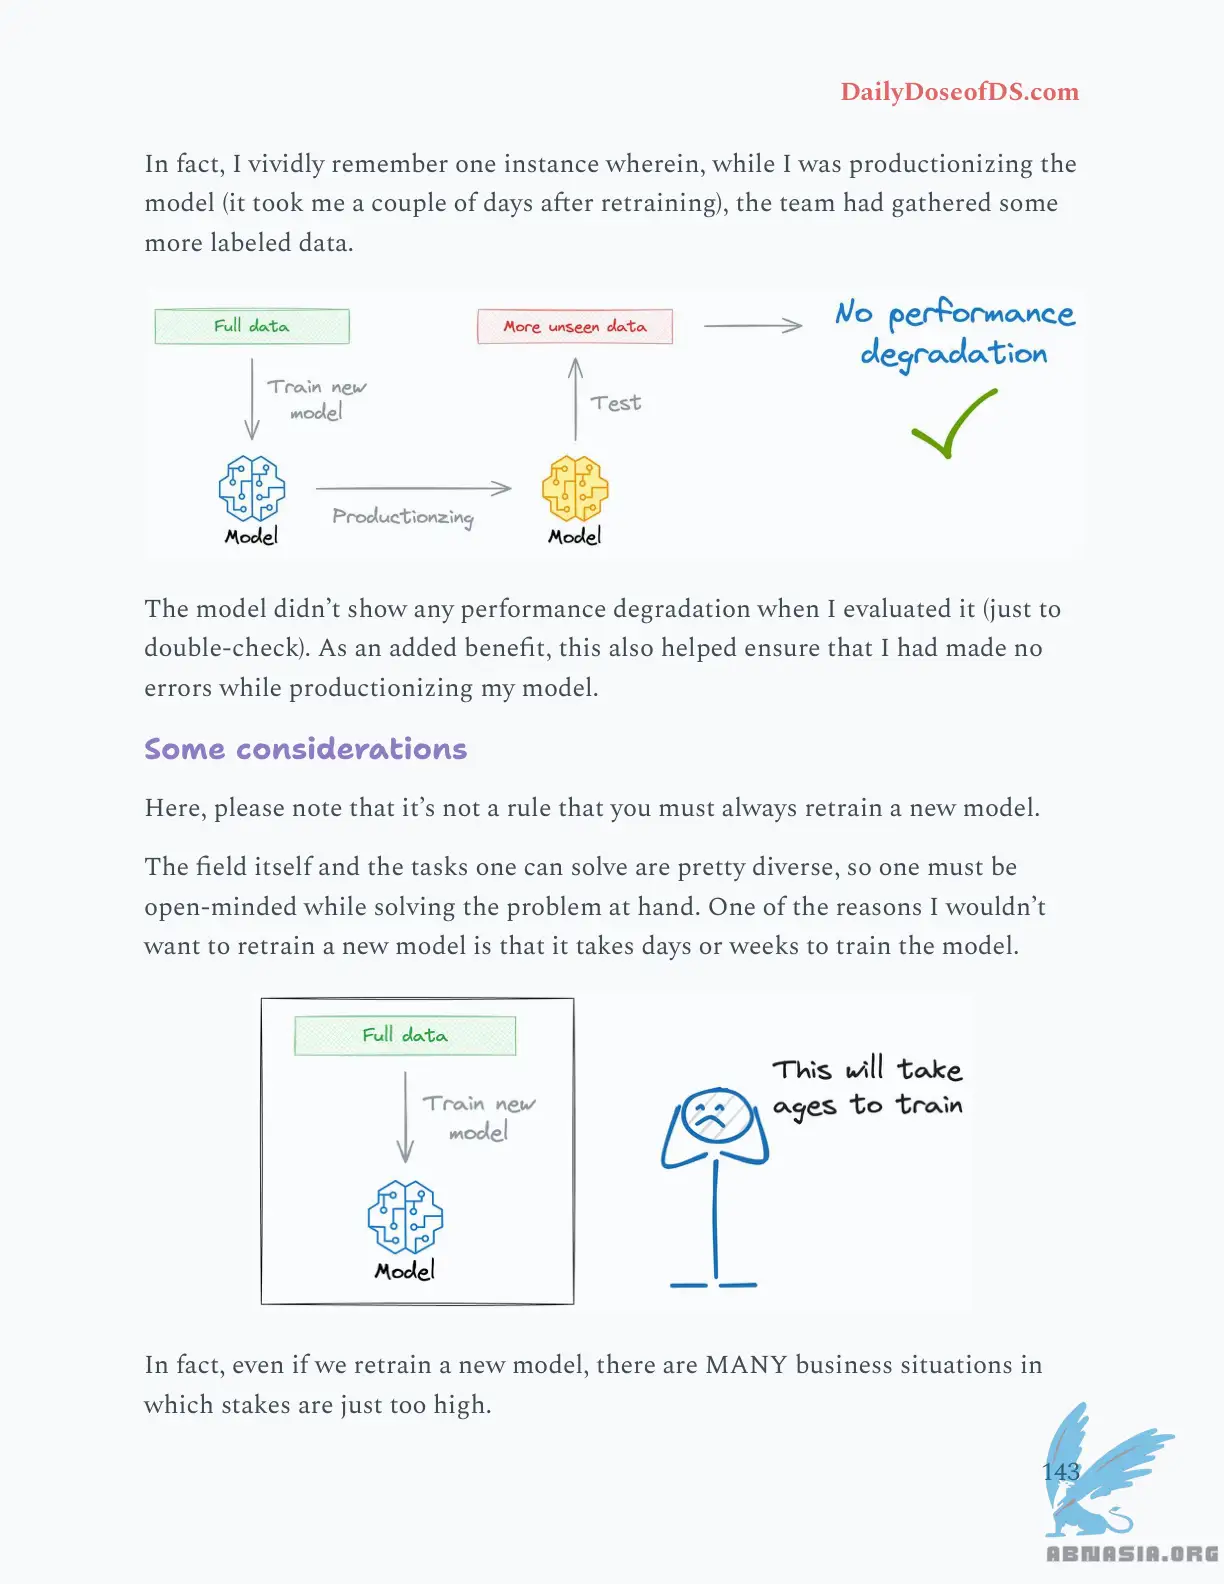 DailyDoseofDS.com
In fact, I vividly remember one instance wherein, while I was productionizing the
model (it took me a couple of days after retraining), the team had gathered some
more labeled data.
Full data
More unseen data
No performance
degradation
Train new
model
Test
Productionzing
Model
Model
The model didn’t show any performance degradation when I evaluated it (just to
double-check). As an added benefit, this also helped ensure that I had made no
errors while productionizing my model.
Some considerations
Here, please note that it’s not a rule that you must always retrain a new model.
The field itself and the tasks one can solve are pretty diverse, so one must be
open-minded while solving the problem at hand. One of the reasons I wouldn’t
want to retrain a new model is that it takes days or weeks to train the model.
Full data
Train new
model
Model
This will take
ages to train
In fact, even if we retrain a new model, there are MANY business situations in
which stakes are just too high.
143
ABNASIA.ORG